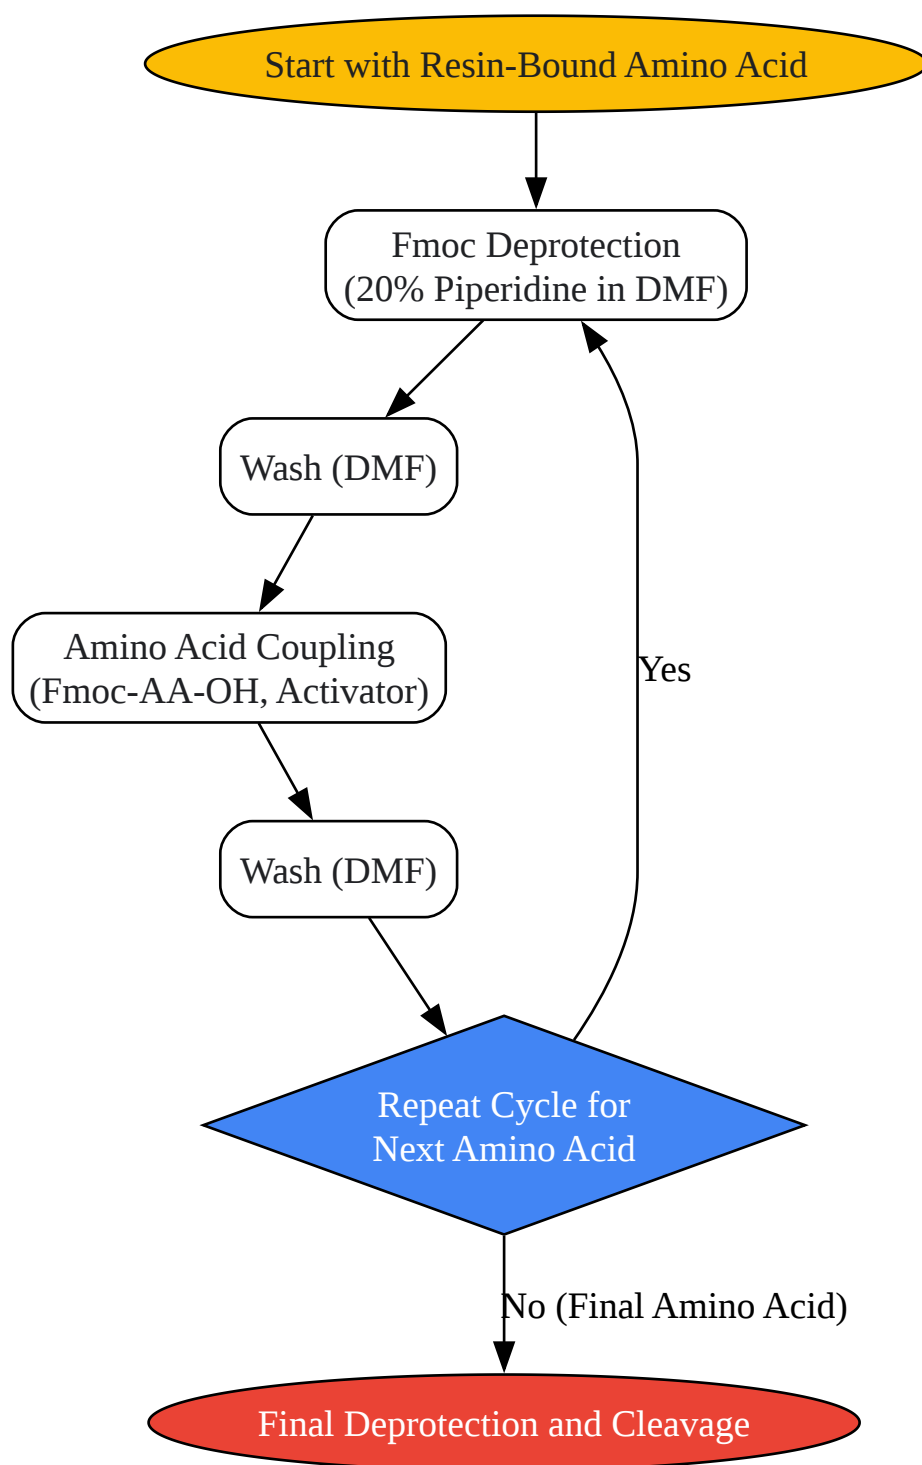 Start with Resin-Bound Amino Acid
Fmoc Deprotection
(20% Piperidine in DMF)
Wash (DMF)
Amino Acid Coupling
(Fmoc-AA-OH, Activator)
Yes
Wash (DMF)
Repeat Cycle for
Next Amino Acid
No (Final Amino Acid)
Final Deprotection and Cleavage